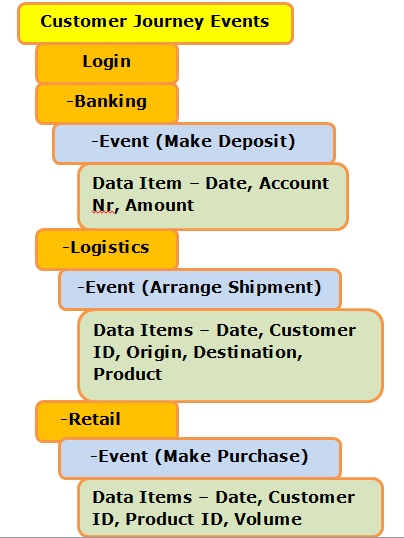 Customer Journey Events
Login
-Banking
-Event (Make Deposit)
Data Item – Date, Account
Nr, Amount
-Logistics
-Event (Arrange Shipment)
Data Items – Date, Customer
ID, Origin, Destination,
Product
-Retail
-Event (Make Purchase)
Data Items – Date, Customer
ID, Product ID, Volume